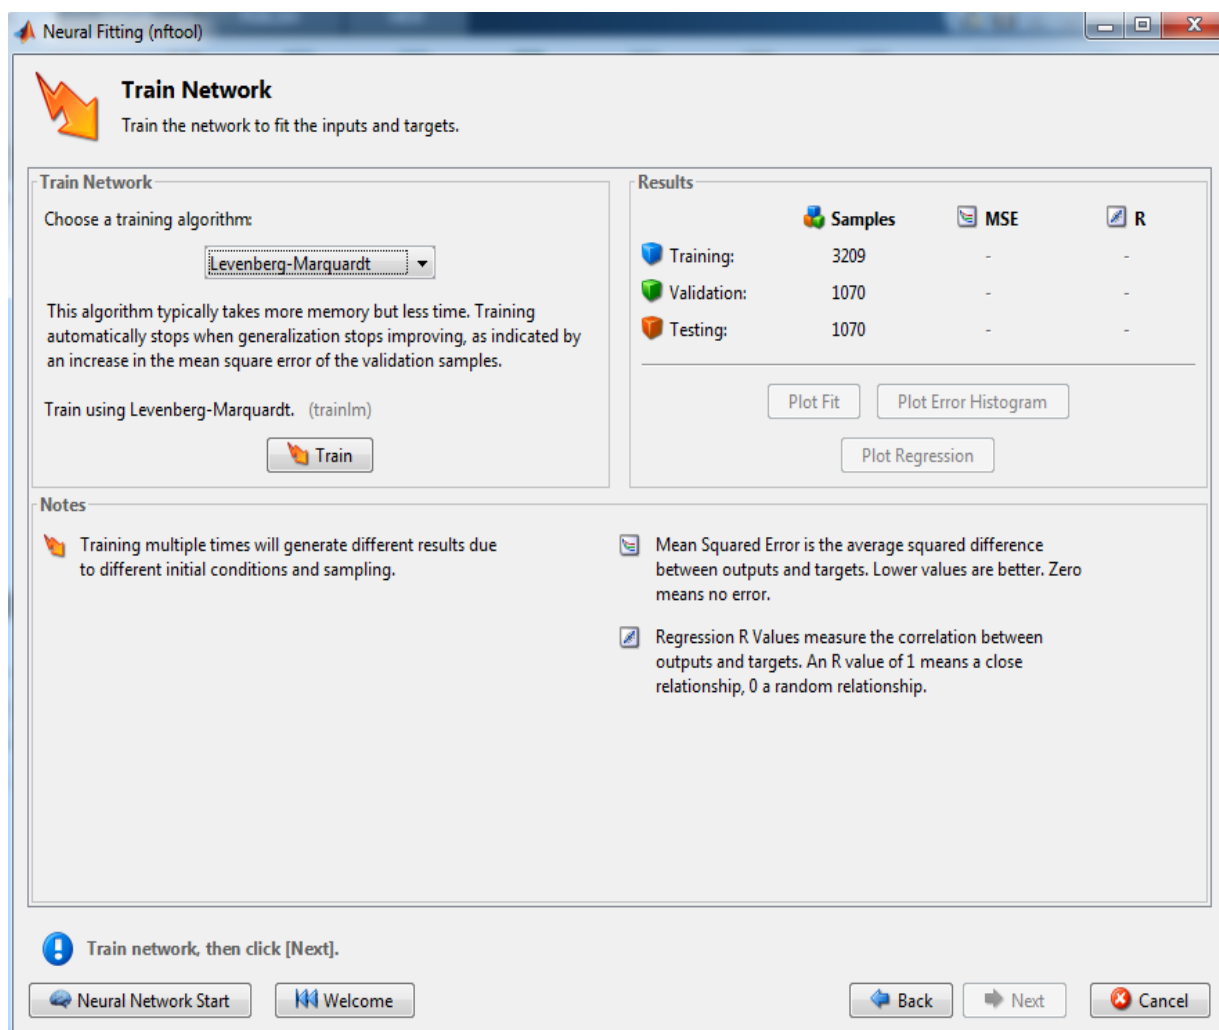 Neural Fitting (nftool)
Train Network
Train the network to fit the inputs and targets.
Train Network
Choose a training algorithm:
Levenberg-Marquardt
This algorithm typically takes more memory but less time. Training
automatically stops when generalization stops improving, as indicated by
an increase in the mean square error of the validation samples.
Train using Levenberg-Marquardt. (trainlm)
Train
Results
Samples MSE R
Training: 3209 - -
Validation: 1070 - -
Testing: 1070 - -
Plot Fit Plot Error Histogram
Plot Regression
Notes
Training multiple times will generate different results due
to different initial conditions and sampling.
Mean Squared Error is the average squared difference
between outputs and targets. Lower values are better. Zero
means no error.
Regression R Values measure the correlation between
outputs and targets. An R value of 1 means a close
relationship, 0 a random relationship.
Train network, then click [Next].
Neural Network Start Welcome Back Next Cancel